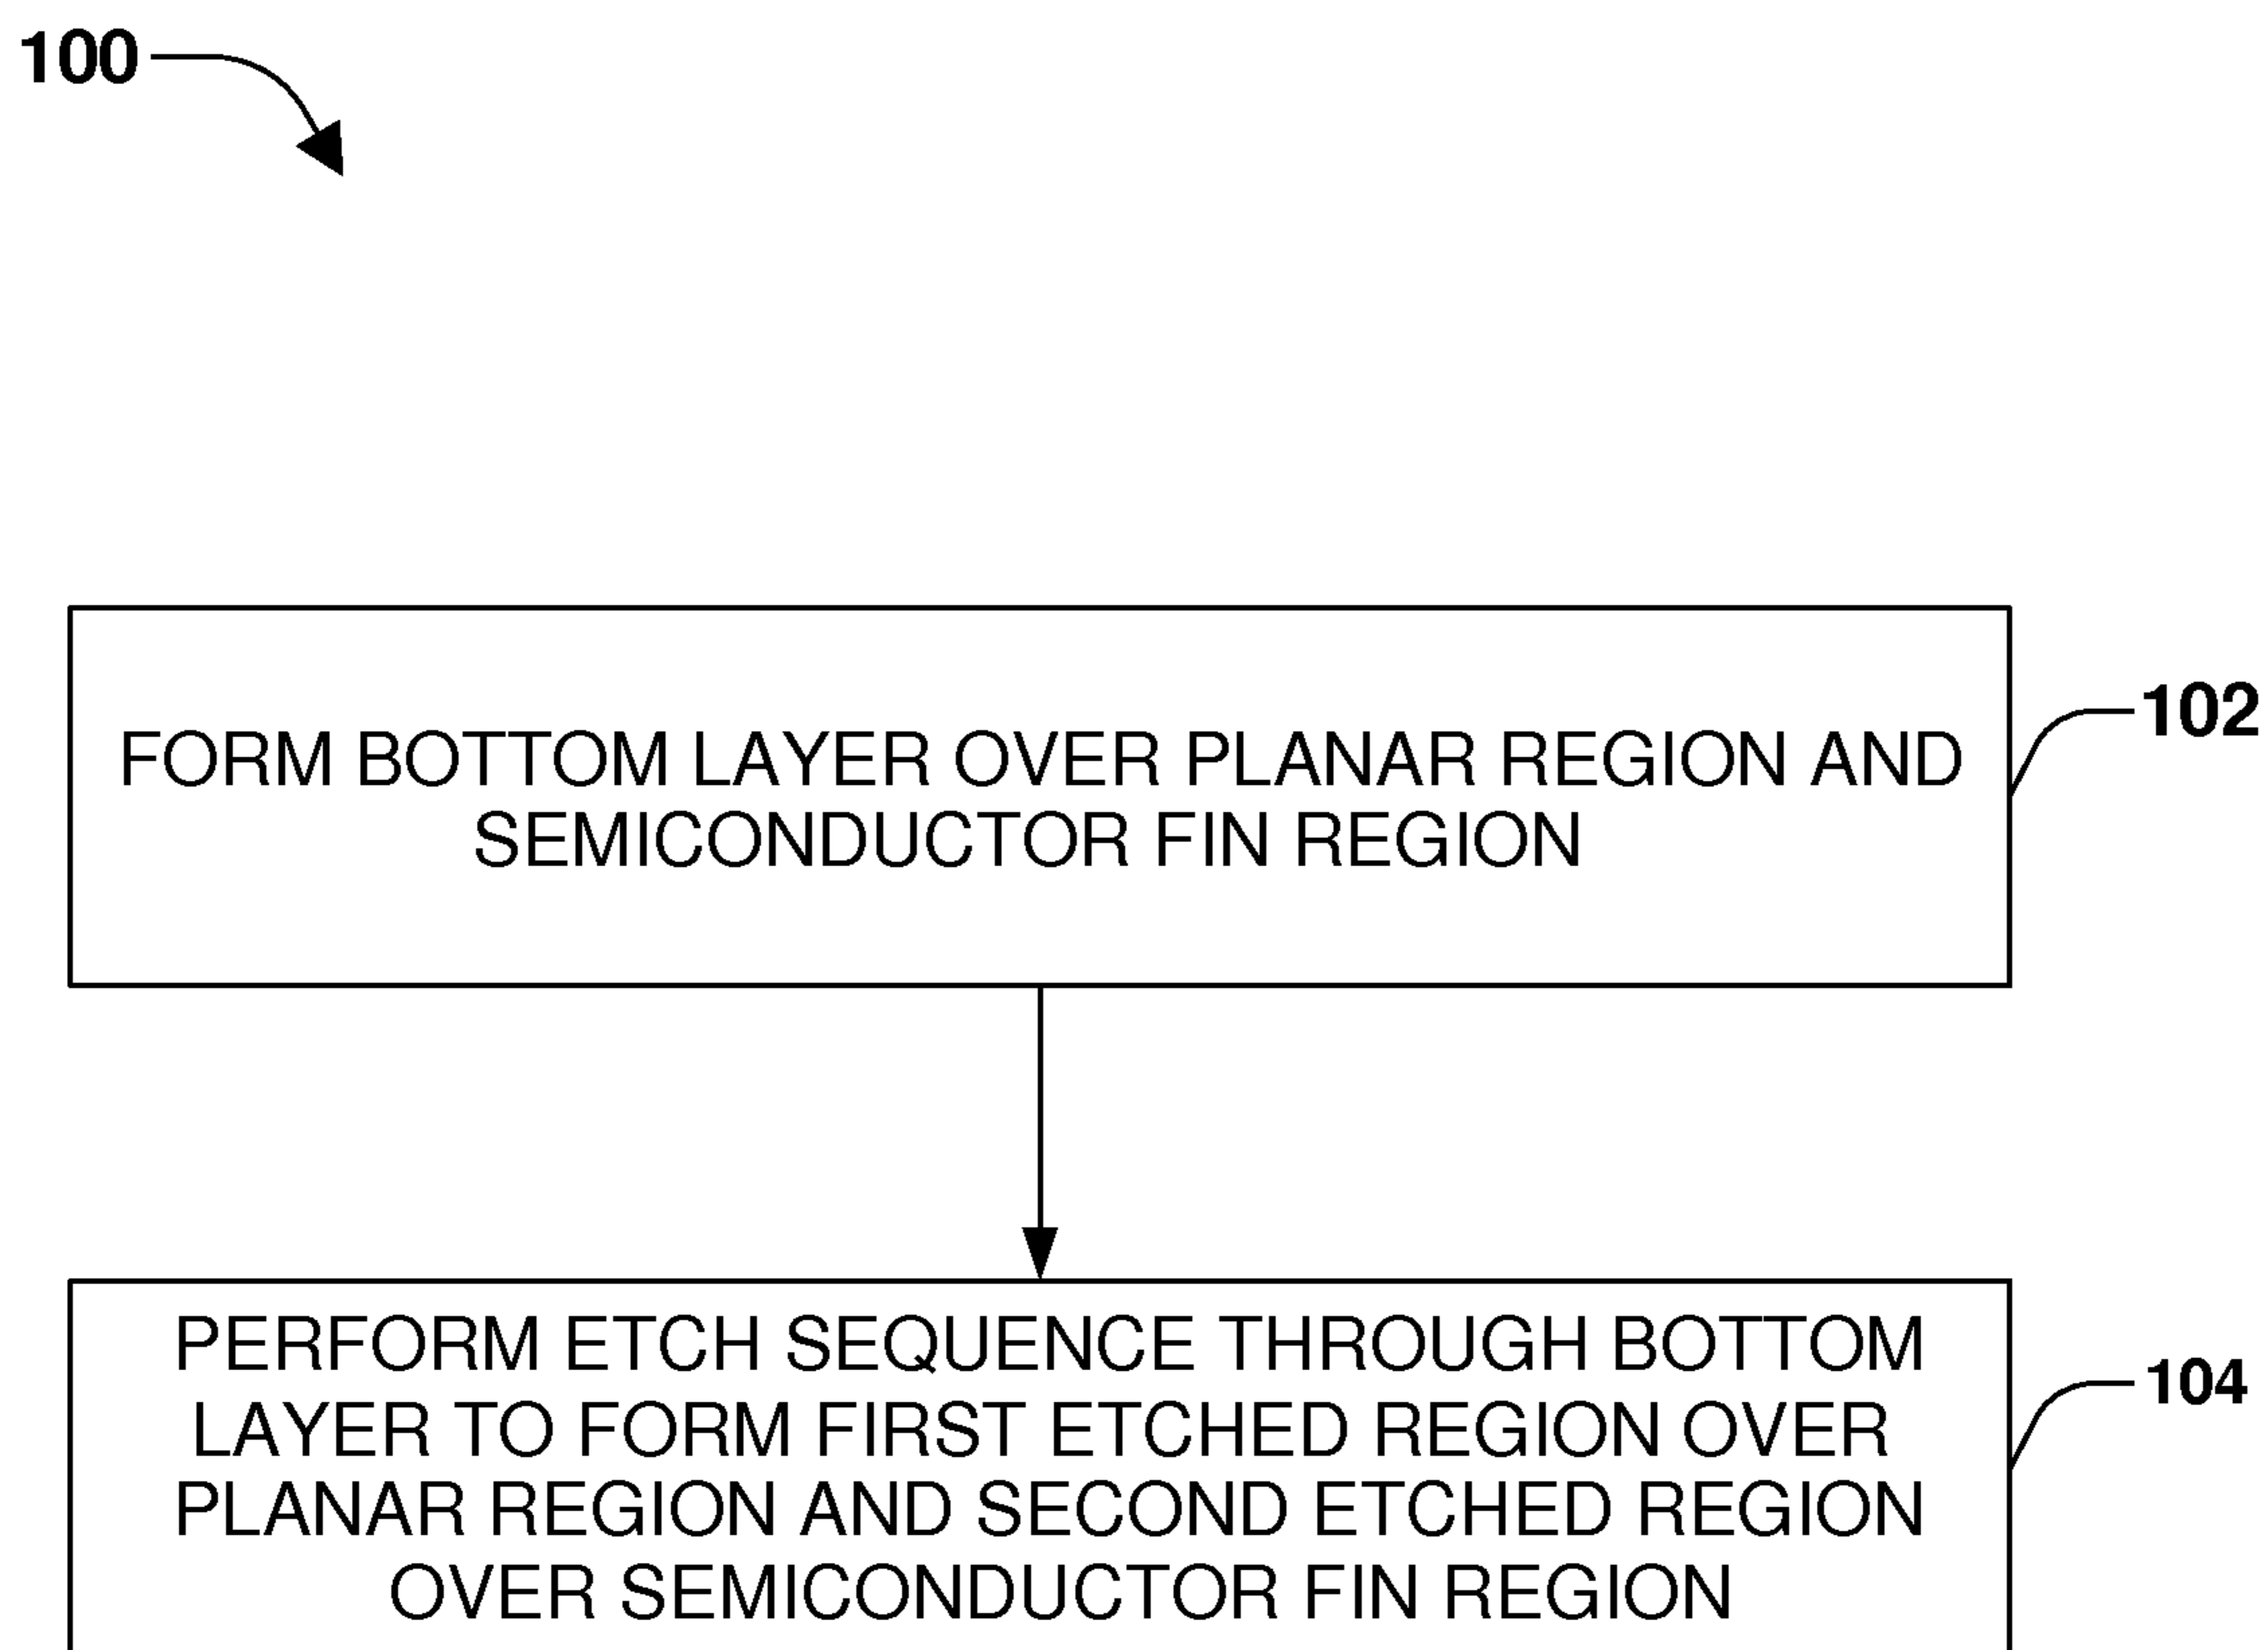 100
FORM BOTTOM LAYER OVER PLANAR REGION AND
SEMICONDUCTOR FIN REGION
102
PERFORM ETCH SEQUENCE THROUGH BOTTOM
LAYER TO FORM FIRST ETCHED REGION OVER
PLANAR REGION AND SECOND ETCHED REGION
OVER SEMICONDUCTOR FIN REGION
104